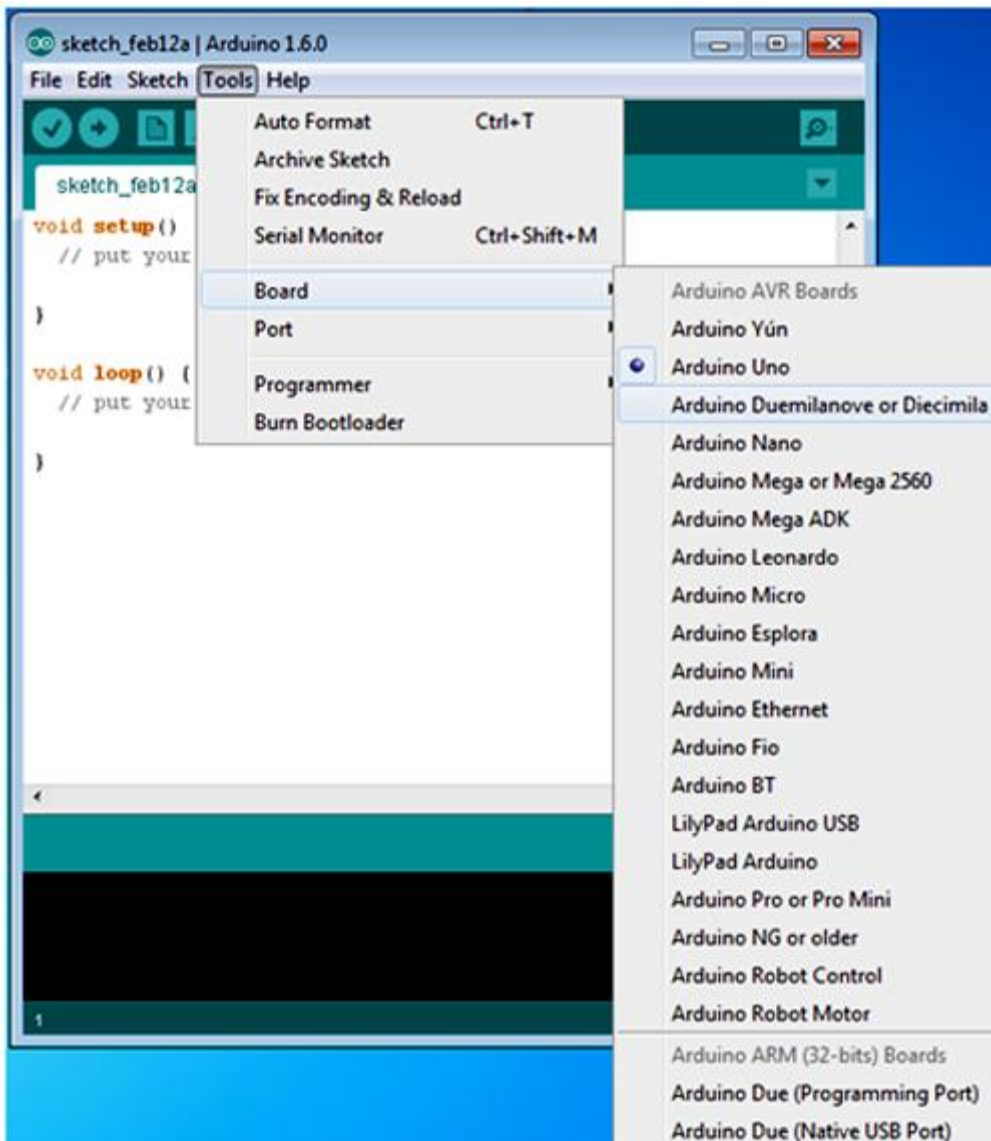 sketch_feb12a | Arduino 1.6.0
File Edit Sketch Tools Help
Auto Format Ctrl+T
Archive Sketch
Fix Encoding & Reload
Serial Monitor Ctrl+Shift+M
Board
Port
Programmer
Burn Bootloader
sketch_feb12a
void setup()
// put your
}
void loop() {
// put your
}
Arduino AVR Boards
Arduino Yún
Arduino Uno
Arduino Duemilanove or Diecimila
Arduino Nano
Arduino Mega or Mega 2560
Arduino Mega ADK
Arduino Leonardo
Arduino Micro
Arduino Esplora
Arduino Mini
Arduino Ethernet
Arduino Fio
Arduino BT
LilyPad Arduino USB
LilyPad Arduino
Arduino Pro or Pro Mini
Arduino NG or older
Arduino Robot Control
Arduino Robot Motor
Arduino ARM (32-bits) Boards
Arduino Due (Programming Port)
Arduino Due (Native USB Port)
1